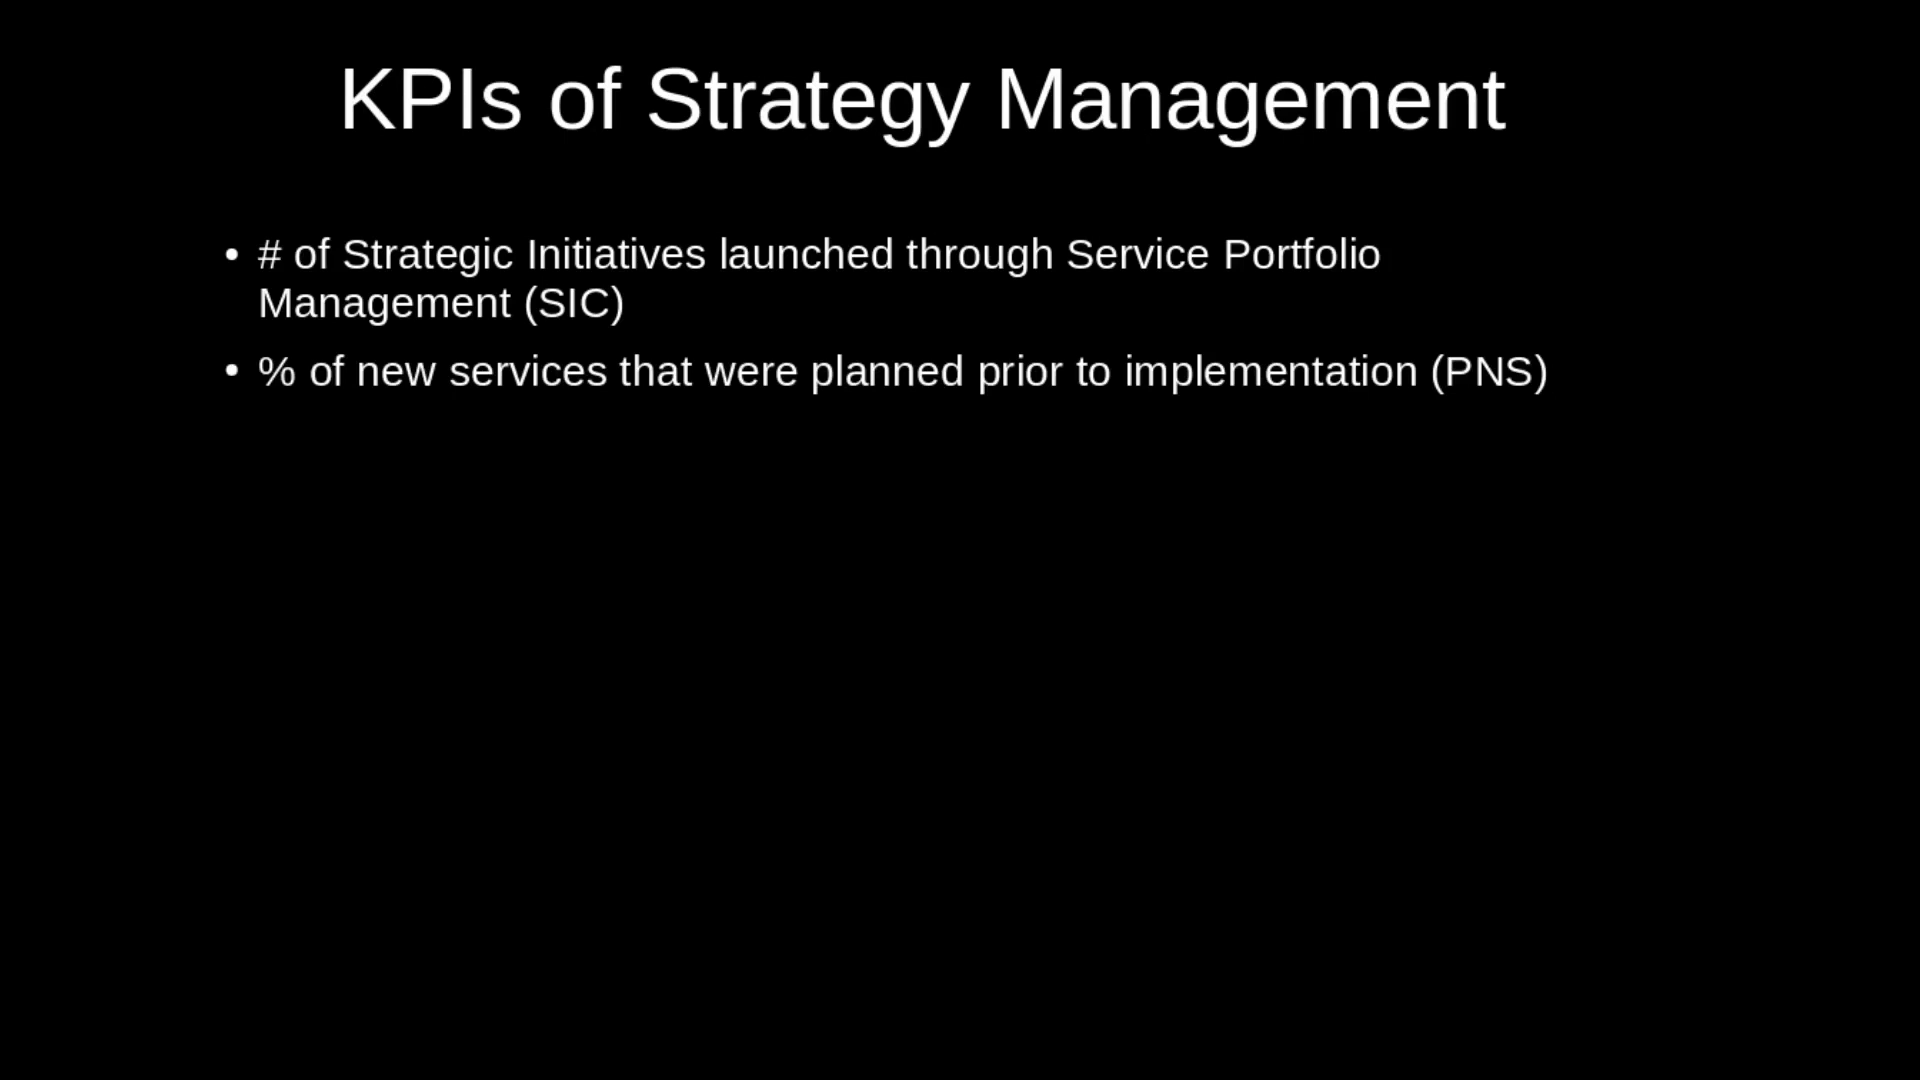 KPIs of Strategy Management
• # of Strategic Initiatives launched through Service Portfolio
Management (SIC)
• % of new services that were planned prior to implementation (PNS)